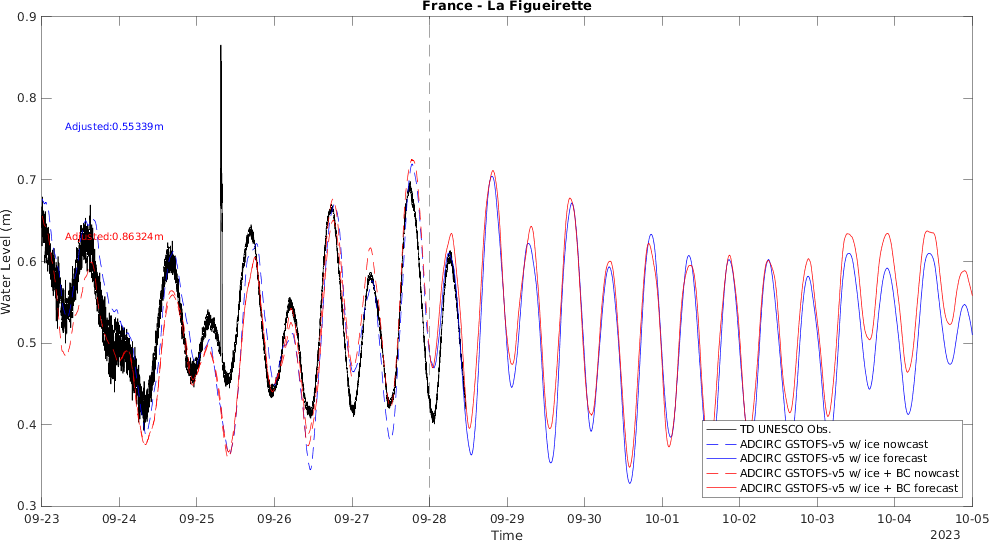 France - La Figueirette
0.9
0.8
0.7
0.6
0.5
0.4
0.3
Water Level (m)
Adjusted:0.55339m
Adjusted:0.86324m
TD UNESCO Obs.
ADCIRC GSTOFS-v5 w/ ice nowcast
ADCIRC GSTOFS-v5 w/ ice forecast
ADCIRC GSTOFS-v5 w/ ice + BC nowcast
ADCIRC GSTOFS-v5 w/ ice + BC forecast
09-23 09-24 09-25 09-26 09-27 09-28 09-29 09-30 10-01 10-02 10-03 10-04 10-05
Time
2023